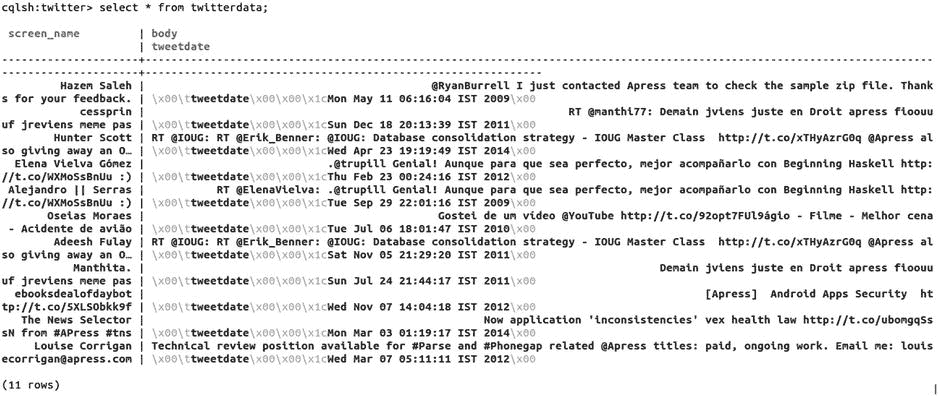 cqlsh:twitter> select * from twitterdata;
screen_name | body
| tweetdate
---------------------+--------------------------------------------------------------------------------------------------------------------
---------------------+----------------------------------------------------------
Hazem Saleh | @RyanBurrell I just contacted Apress team to check the sample zip file. Thank
s for your feedback. | \x00\ttweetdate\x00\x00\x1cMon May 11 06:16:04 IST 2009\x00
cessprin | RT @manthi77: Demain jviens juste en Droit apress fioouu
uf jreviens meme pas | \x00\ttweetdate\x00\x00\x1cSun Dec 18 20:13:39 IST 2011\x00
Hunter Scott | RT @IOUG: RT @Erik_Benner: @IOUG: Database consolidation strategy - IOUG Master Class http://t.co/xTHyAzrG0q @Apress al
so giving away an O… | \x00\ttweetdate\x00\x00\x1cWed Apr 23 19:19:49 IST 2014\x00
Elena Vielva Gómez | .@trupill Genial! Aunque para que sea perfecto, mejor acompañarlo con Beginning Haskell http:
//t.co/WXMoSsBnUu :) | \x00\ttweetdate\x00\x00\x1cThu Feb 23 00:24:16 IST 2012\x00
Alejandro || Serras | RT @ElenaVielva: .@trupill Genial! Aunque para que sea perfecto, mejor acompañarlo con Beginning Haskell http:
//t.co/WXMoSsBnUu :) | \x00\ttweetdate\x00\x00\x1cTue Sep 29 22:01:16 IST 2009\x00
Oseias Moraes | Gostei de um vídeo @YouTube http://t.co/92opt7FUl9ágio - Filme - Melhor cena
- Acidente de avião | \x00\ttweetdate\x00\x00\x1cTue Jul 06 18:01:47 IST 2010\x00
Adeesh Fulay | RT @IOUG: RT @Erik_Benner: @IOUG: Database consolidation strategy - IOUG Master Class http://t.co/xTHyAzrG0q @Apress al
so giving away an O… | \x00\ttweetdate\x00\x00\x1cSat Nov 05 21:29:20 IST 2011\x00
Manthita. | Demain jviens juste en Droit apress fioouu
uf jreviens meme pas | \x00\ttweetdate\x00\x00\x1cSun Jul 24 21:44:17 IST 2011\x00
ebooksdealofdaybot | [Apress] Android Apps Security ht
tp://t.co/SXLSObkk9f | \x00\ttweetdate\x00\x00\x1cWed Nov 07 14:04:18 IST 2012\x00
The News Selector | Now application 'inconsistencies' vex health law http://t.co/ubomgqSs
sN from #APress #tns | \x00\ttweetdate\x00\x00\x1cMon Mar 03 01:19:17 IST 2014\x00
Louise Corrigan | Technical review position available for #Parse and #Phonegap related @Apress titles: paid, ongoing work. Email me: louis
ecorrigan@apress.com | \x00\ttweetdate\x00\x00\x1cWed Mar 07 05:11:11 IST 2012\x00
(11 rows)